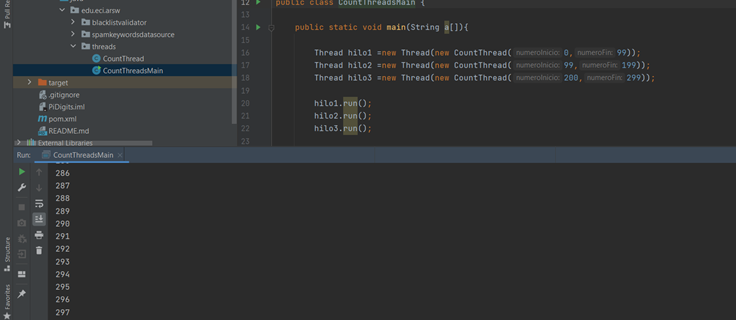 Pull Re
java
edu.eci.arsw
blacklistvalidator
spamkeywordsdatasource
threads
CountThread
CountThreadsMain
target
.gitignore
PiDigits.iml
pom.xml
README.md
External Libraries
12 public class CountThreadsMain {
13
14 public static void main(String a[]){
15
16 Thread hilo1 =new Thread(new CountThread( numeroInicio: 0, numeroFin: 99));
17 Thread hilo2 =new Thread(new CountThread( numeroInicio: 99, numeroFin: 199));
18 Thread hilo3 =new Thread(new CountThread( numeroInicio: 200, numeroFin: 299));
19
20 hilo1.run();
21 hilo2.run();
22 hilo3.run();
23
Run: CountThreadsMain
286
287
288
289
290
291
292
293
294
295
296
297
Structure
Favorites